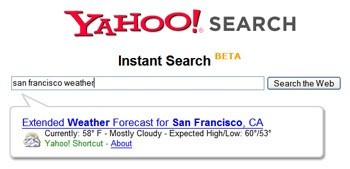 YAHOO! SEARCH
Instant Search BETA
san francisco weather Search the Web
Extended Weather Forecast for San Francisco, CA
Currently: 58° F - Mostly Cloudy - Expected High/Low: 60°/53°
Yahoo! Shortcut - About